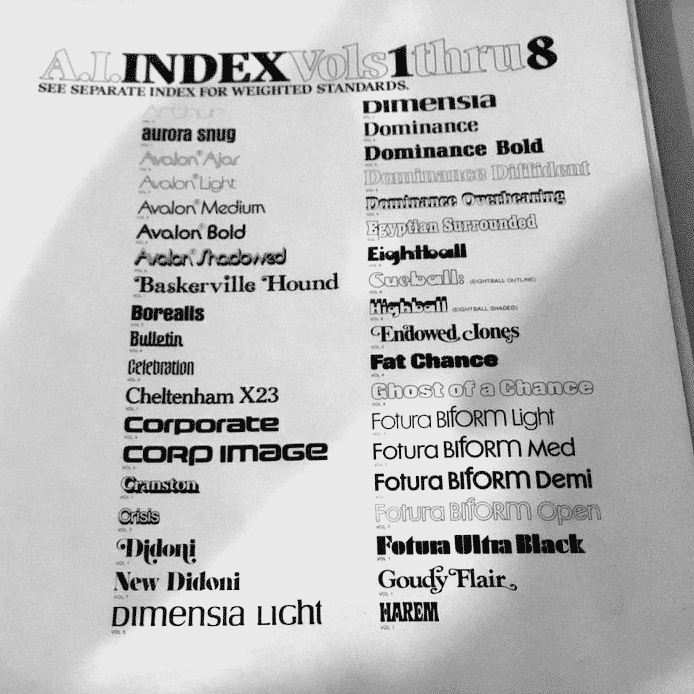 A.I. INDEX Vols 1 thru 8
SEE SEPARATE INDEX FOR WEIGHTED STANDARDS.
Arthur
aurora snug
Avalon® Ajar
Avalon® Light
Avalon® Medium
Avalon® Bold
Avalon® Shadowed
Baskerville Hound
Borealis
Bulletin
Celebration
Cheltenham X23
Corporate
CORP IMAGE
Cranston
Crisis
Didoni
New Didoni
DIMENSIA LIGHT
DIMENSIA
Dominance
Dominance Bold
Dominance Diffident
Dominance Overbearing
Egyptian Surrounded
Eightball
Cueball: (EIGHTBALL OUTLINE)
Highball (EIGHTBALL SHADED)
Endowed Jones
Fat Chance
Ghost of a Chance
Fotura BIFORM Light
Fotura BIFORM Med
Fotura BIFORM Demi
Fotura BIFORM Open
Fotura Ultra Black
Goudy Flair
HAREM